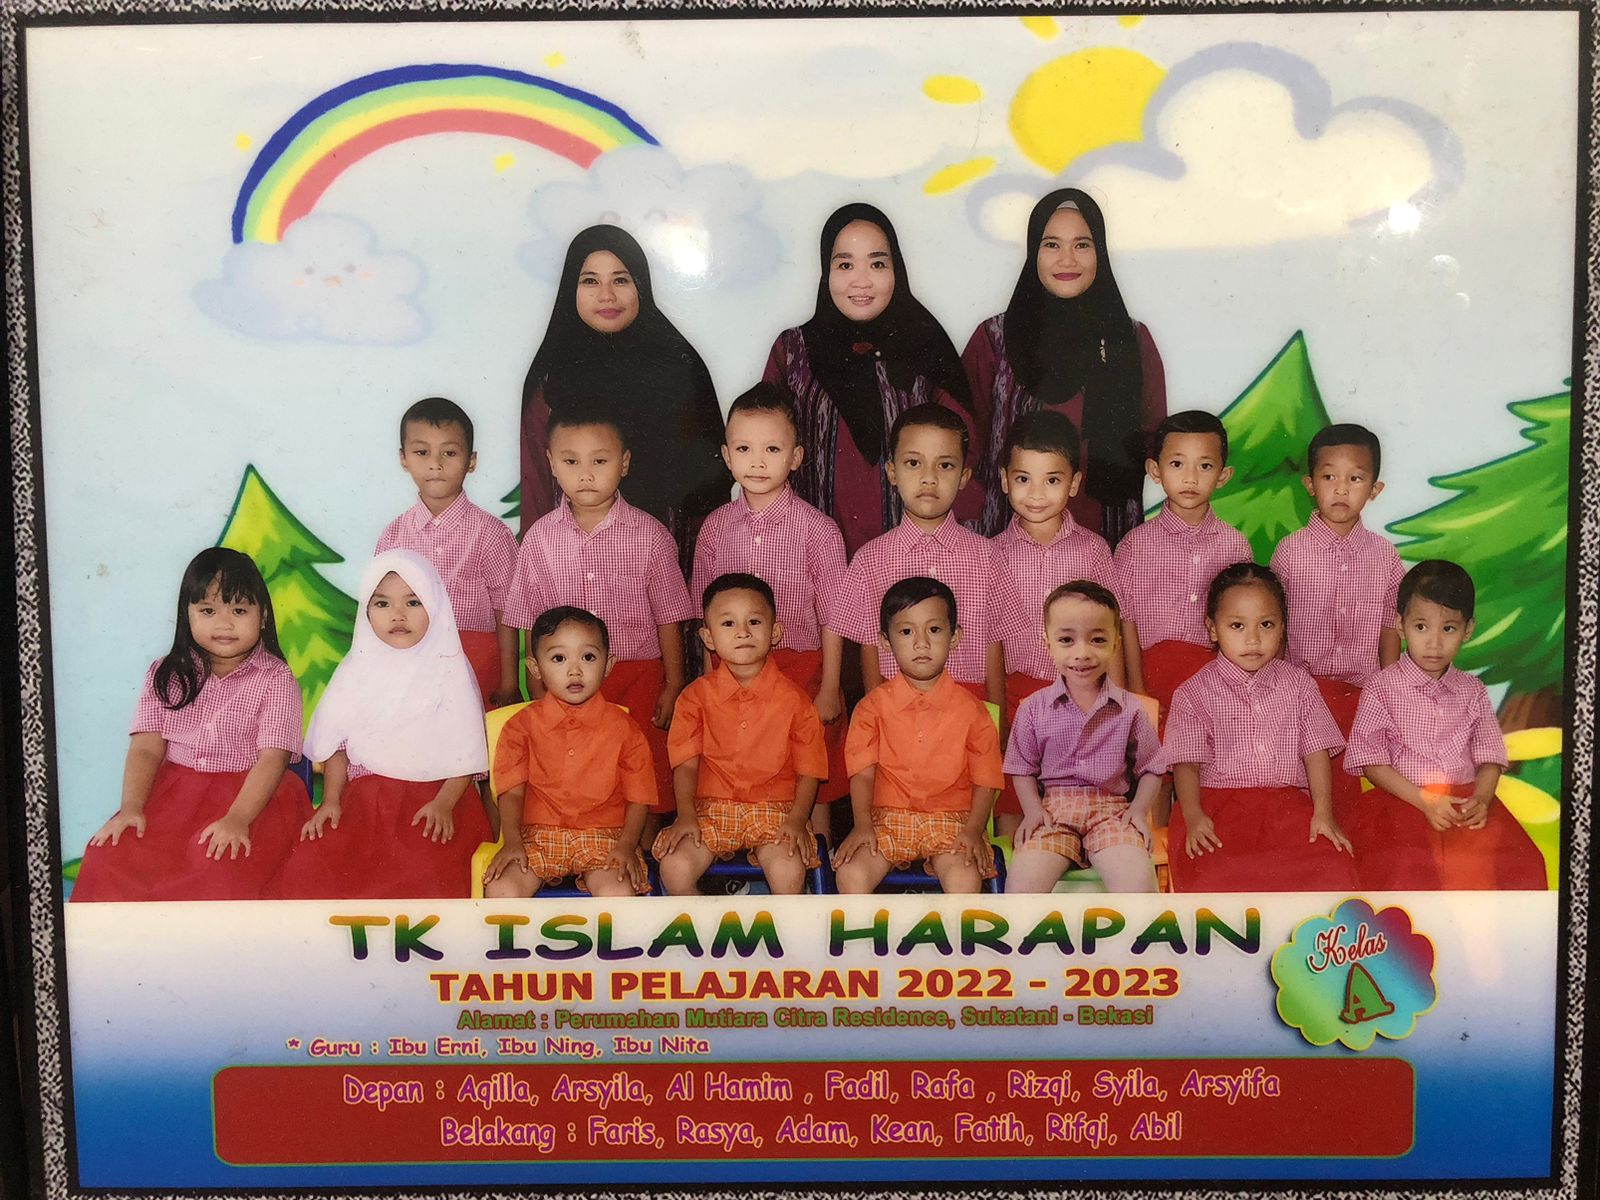 TK ISLAM HARAPAN
TAHUN PELAJARAN 2022 - 2023
Kelas
A
Alamat : Perumahan Mutiara Citra Residence, Sukatani - Bekasi
* Guru : Ibu Erni, Ibu Ning, Ibu Nita
Depan : Aqilla, Arsyila, Al Hamim , Fadil, Rafa , Rizqi, Syila, Arsyifa
Belakang : Faris, Rasya, Adam, Kean, Fatih, Rifqi, Abil